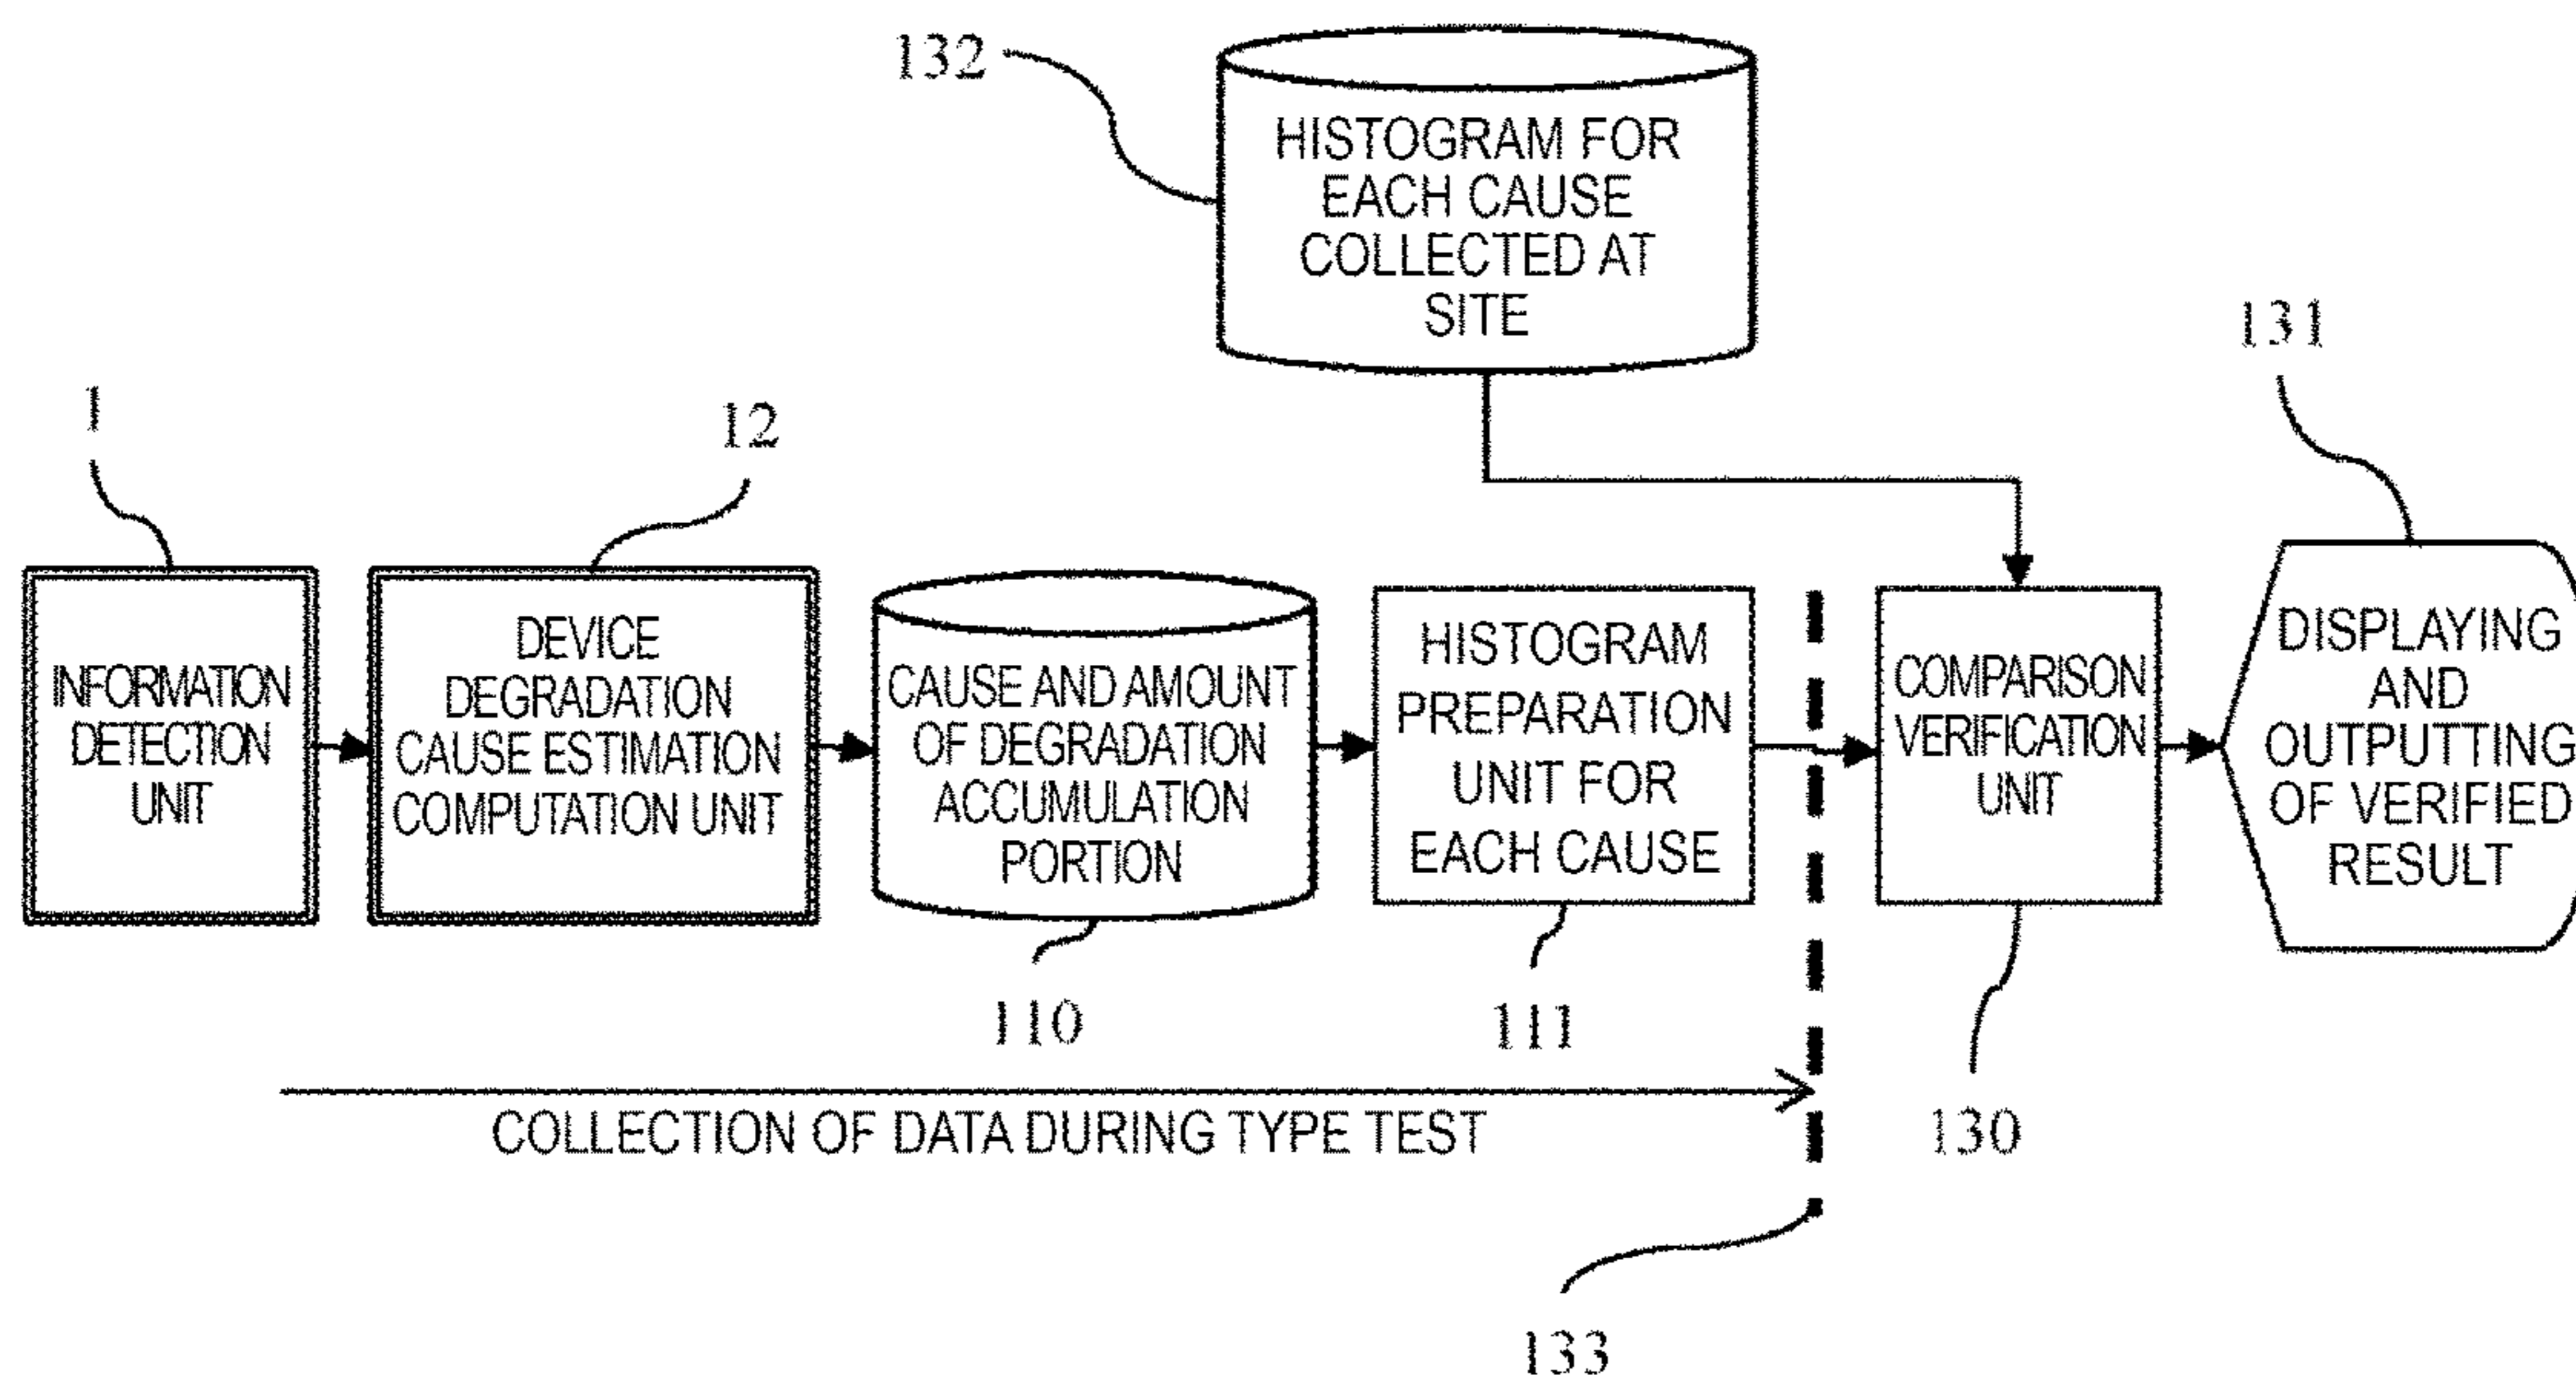 132
HISTOGRAM FOR
EACH CAUSE
COLLECTED AT
SITE
131
1
12
INFORMATION
DETECTION
UNIT
DEVICE
DEGRADATION
CAUSE ESTIMATION
COMPUTATION UNIT
CAUSE AND AMOUNT
OF DEGRADATION
ACCUMULATION
PORTION
HISTOGRAM
PREPARATION
UNIT FOR
EACH CAUSE
COMPARISON
VERIFICATION
UNIT
DISPLAYING
AND
OUTPUTTING
OF VERIFIED
RESULT
110
111
130
COLLECTION OF DATA DURING TYPE TEST
133